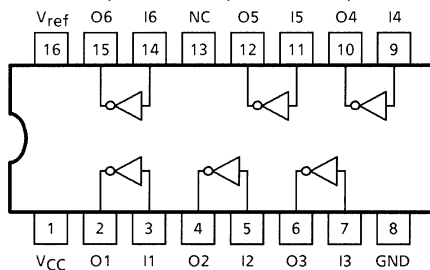 Vref O6 I6 NC O5 I5 O4 I4
16 15 14 13 12 11 10 9
1 2 3 4 5 6 7 8
VCC O1 I1 O2 I2 O3 I3 GND